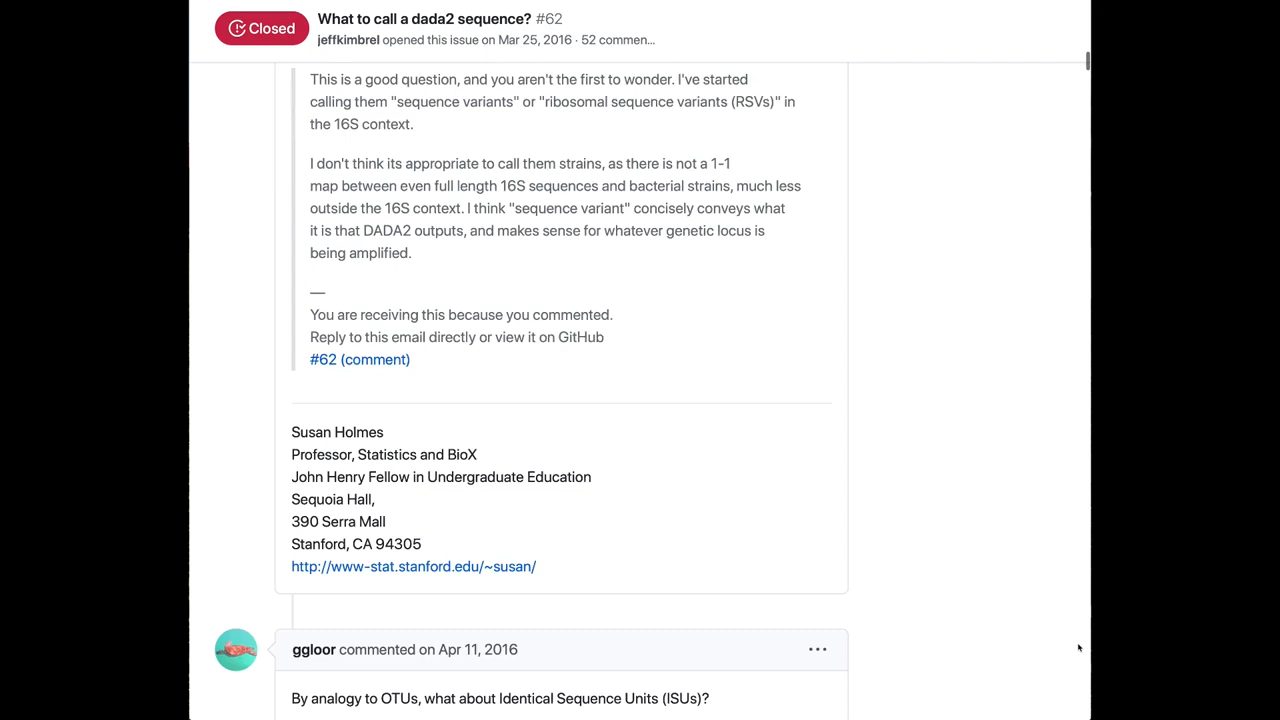 Closed
What to call a dada2 sequence? #62
jeffkimbrel opened this issue on Mar 25, 2016 · 52 commen...
This is a good question, and you aren't the first to wonder. I've started
calling them "sequence variants" or "ribosomal sequence variants (RSVs)" in
the 16S context.
I don't think its appropriate to call them strains, as there is not a 1-1
map between even full length 16S sequences and bacterial strains, much less
outside the 16S context. I think "sequence variant" concisely conveys what
it is that DADA2 outputs, and makes sense for whatever genetic locus is
being amplified.
—
You are receiving this because you commented.
Reply to this email directly or view it on GitHub
#62 (comment)
Susan Holmes
Professor, Statistics and BioX
John Henry Fellow in Undergraduate Education
Sequoia Hall,
390 Serra Mall
Stanford, CA 94305
http://www-stat.stanford.edu/~susan/
ggloor commented on Apr 11, 2016
By analogy to OTUs, what about Identical Sequence Units (ISUs)?